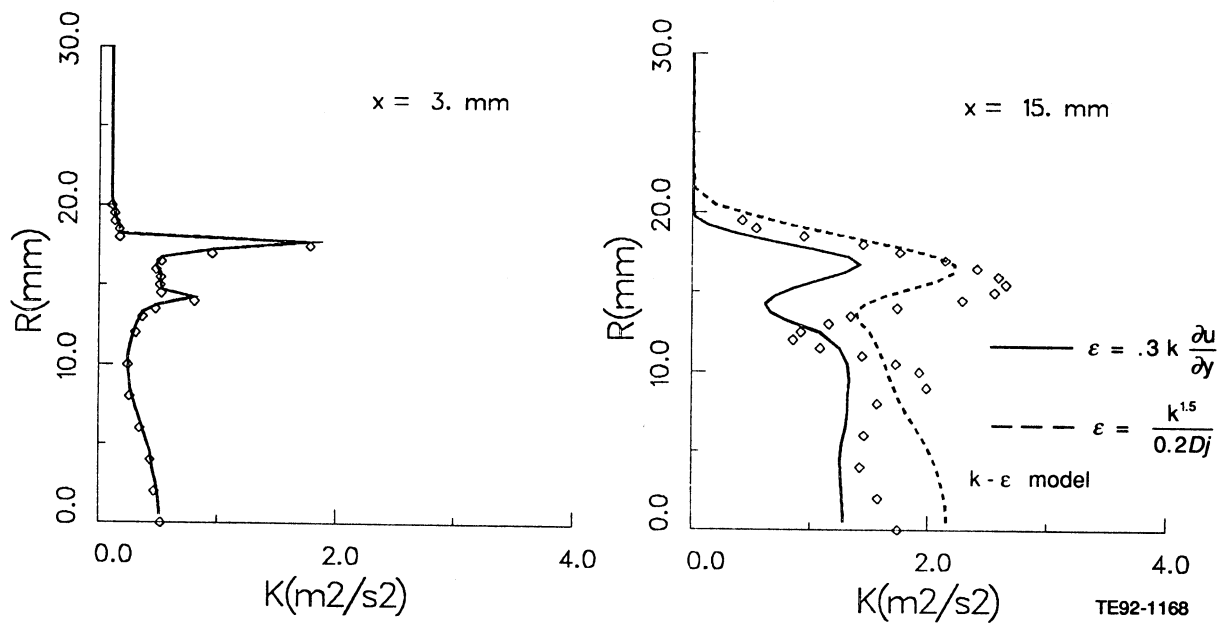 30.0
20.0
10.0
0.0
R(mm)
x = 3. mm
0.0 2.0 4.0
K(m2/s2)
30.0
20.0
10.0
0.0
R(mm)
x = 15. mm
ε = .3 k ∂u/∂y
ε = k^1.5/0.2Dj
k - ε model
0.0 2.0 4.0
K(m2/s2)
TE92-1168